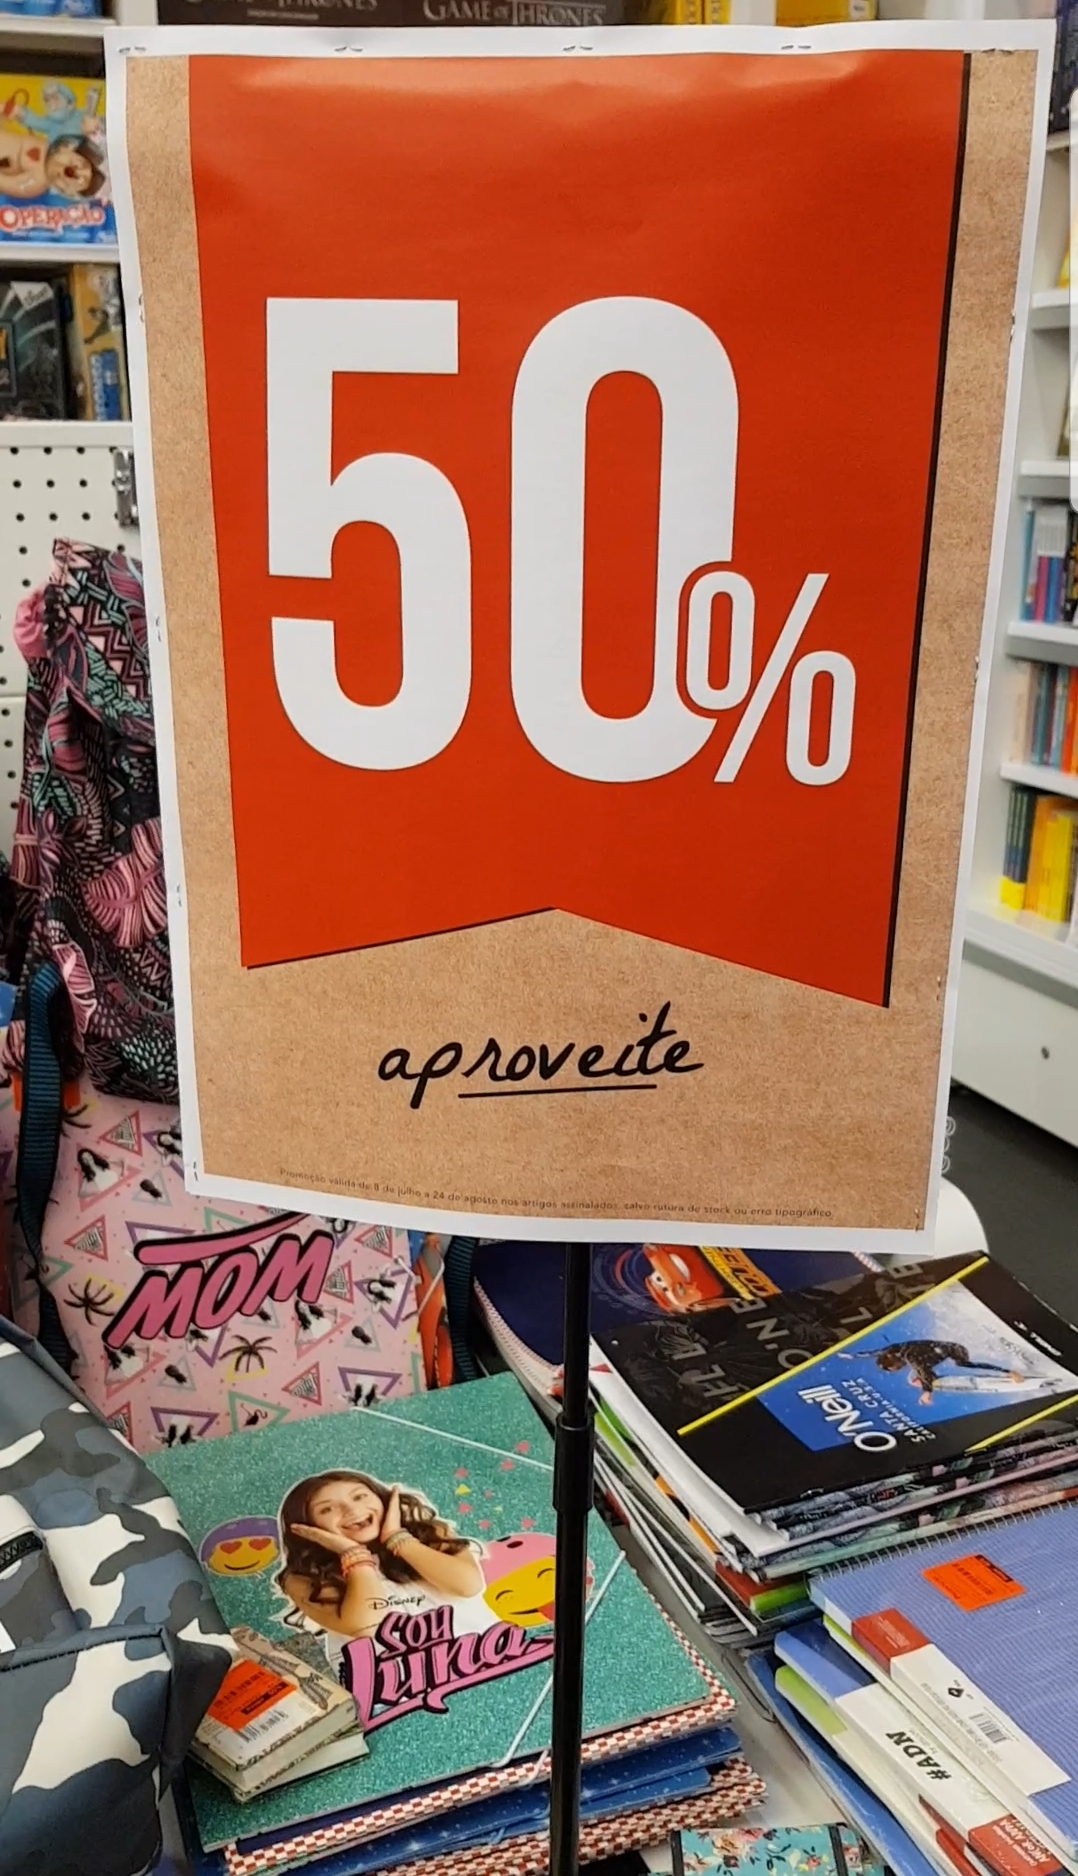 GAME OF THRONES
OPERAÇÃO
50%
aproveite
Promoção válida de 8 de julho a 24 de agosto nos artigos assinalados, salvo rutura de stock ou erro tipográfico.
MOM
O'Neill
SANTA CRUZ
CALIFORNIA
DISNEY
SOY
Luna
#ADN